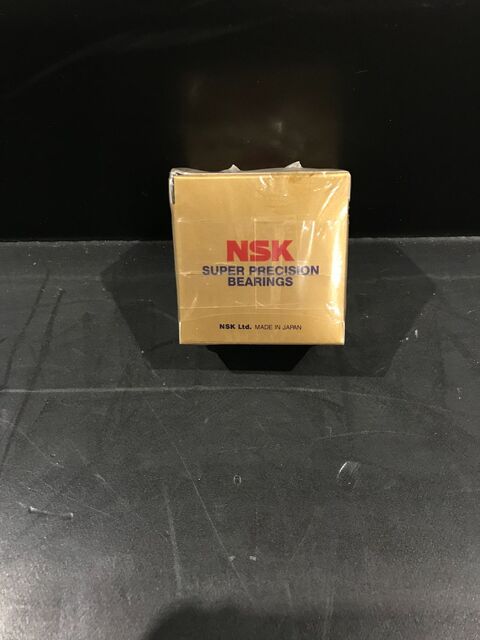 NSK
SUPER PRECISION
BEARINGS
NSK Ltd. MADE IN JAPAN